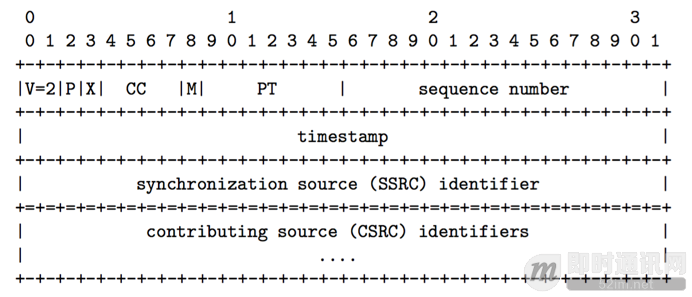 0                   1                   2                   3
0 1 2 3 4 5 6 7 8 9 0 1 2 3 4 5 6 7 8 9 0 1 2 3 4 5 6 7 8 9 0 1
+-+-+-+-+-+-+-+-+-+-+-+-+-+-+-+-+-+-+-+-+-+-+-+-+-+-+-+-+-+-+-+-+
|V=2|P|X|  CC   |M|     PT      |       sequence number         |
+-+-+-+-+-+-+-+-+-+-+-+-+-+-+-+-+-+-+-+-+-+-+-+-+-+-+-+-+-+-+-+-+
|                           timestamp                           |
+-+-+-+-+-+-+-+-+-+-+-+-+-+-+-+-+-+-+-+-+-+-+-+-+-+-+-+-+-+-+-+-+
|           synchronization source (SSRC) identifier            |
+=+=+=+=+=+=+=+=+=+=+=+=+=+=+=+=+=+=+=+=+=+=+=+=+=+=+=+=+=+=+=+=+
|            contributing source (CSRC) identifiers             |
|                             ....                              |
+-+-+-+-+-+-+-+-+-+-+-+-+-+-+-+-+-+-+-+-+-+-+-+-+-+-+-+-+-+-+-+-+
m 即时通讯网
52im.net